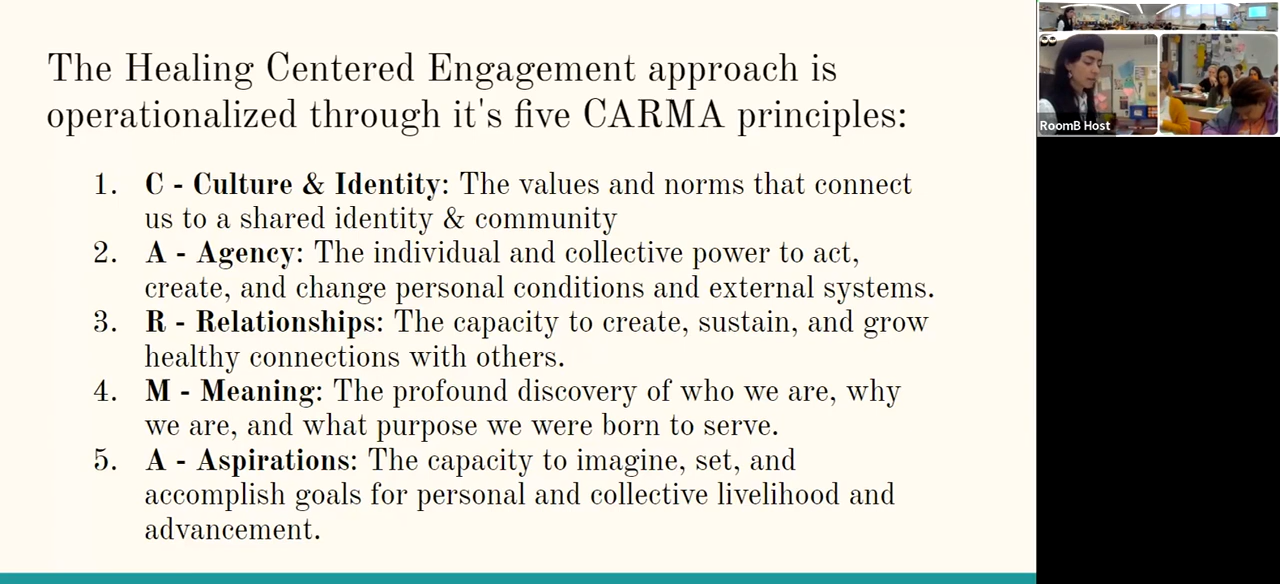 The Healing Centered Engagement approach is
operationalized through it's five CARMA principles:
1. C - Culture & Identity: The values and norms that connect
us to a shared identity & community
2. A - Agency: The individual and collective power to act,
create, and change personal conditions and external systems.
3. R - Relationships: The capacity to create, sustain, and grow
healthy connections with others.
4. M - Meaning: The profound discovery of who we are, why
we are, and what purpose we were born to serve.
5. A - Aspirations: The capacity to imagine, set, and
accomplish goals for personal and collective livelihood and
advancement.
RoomB Host